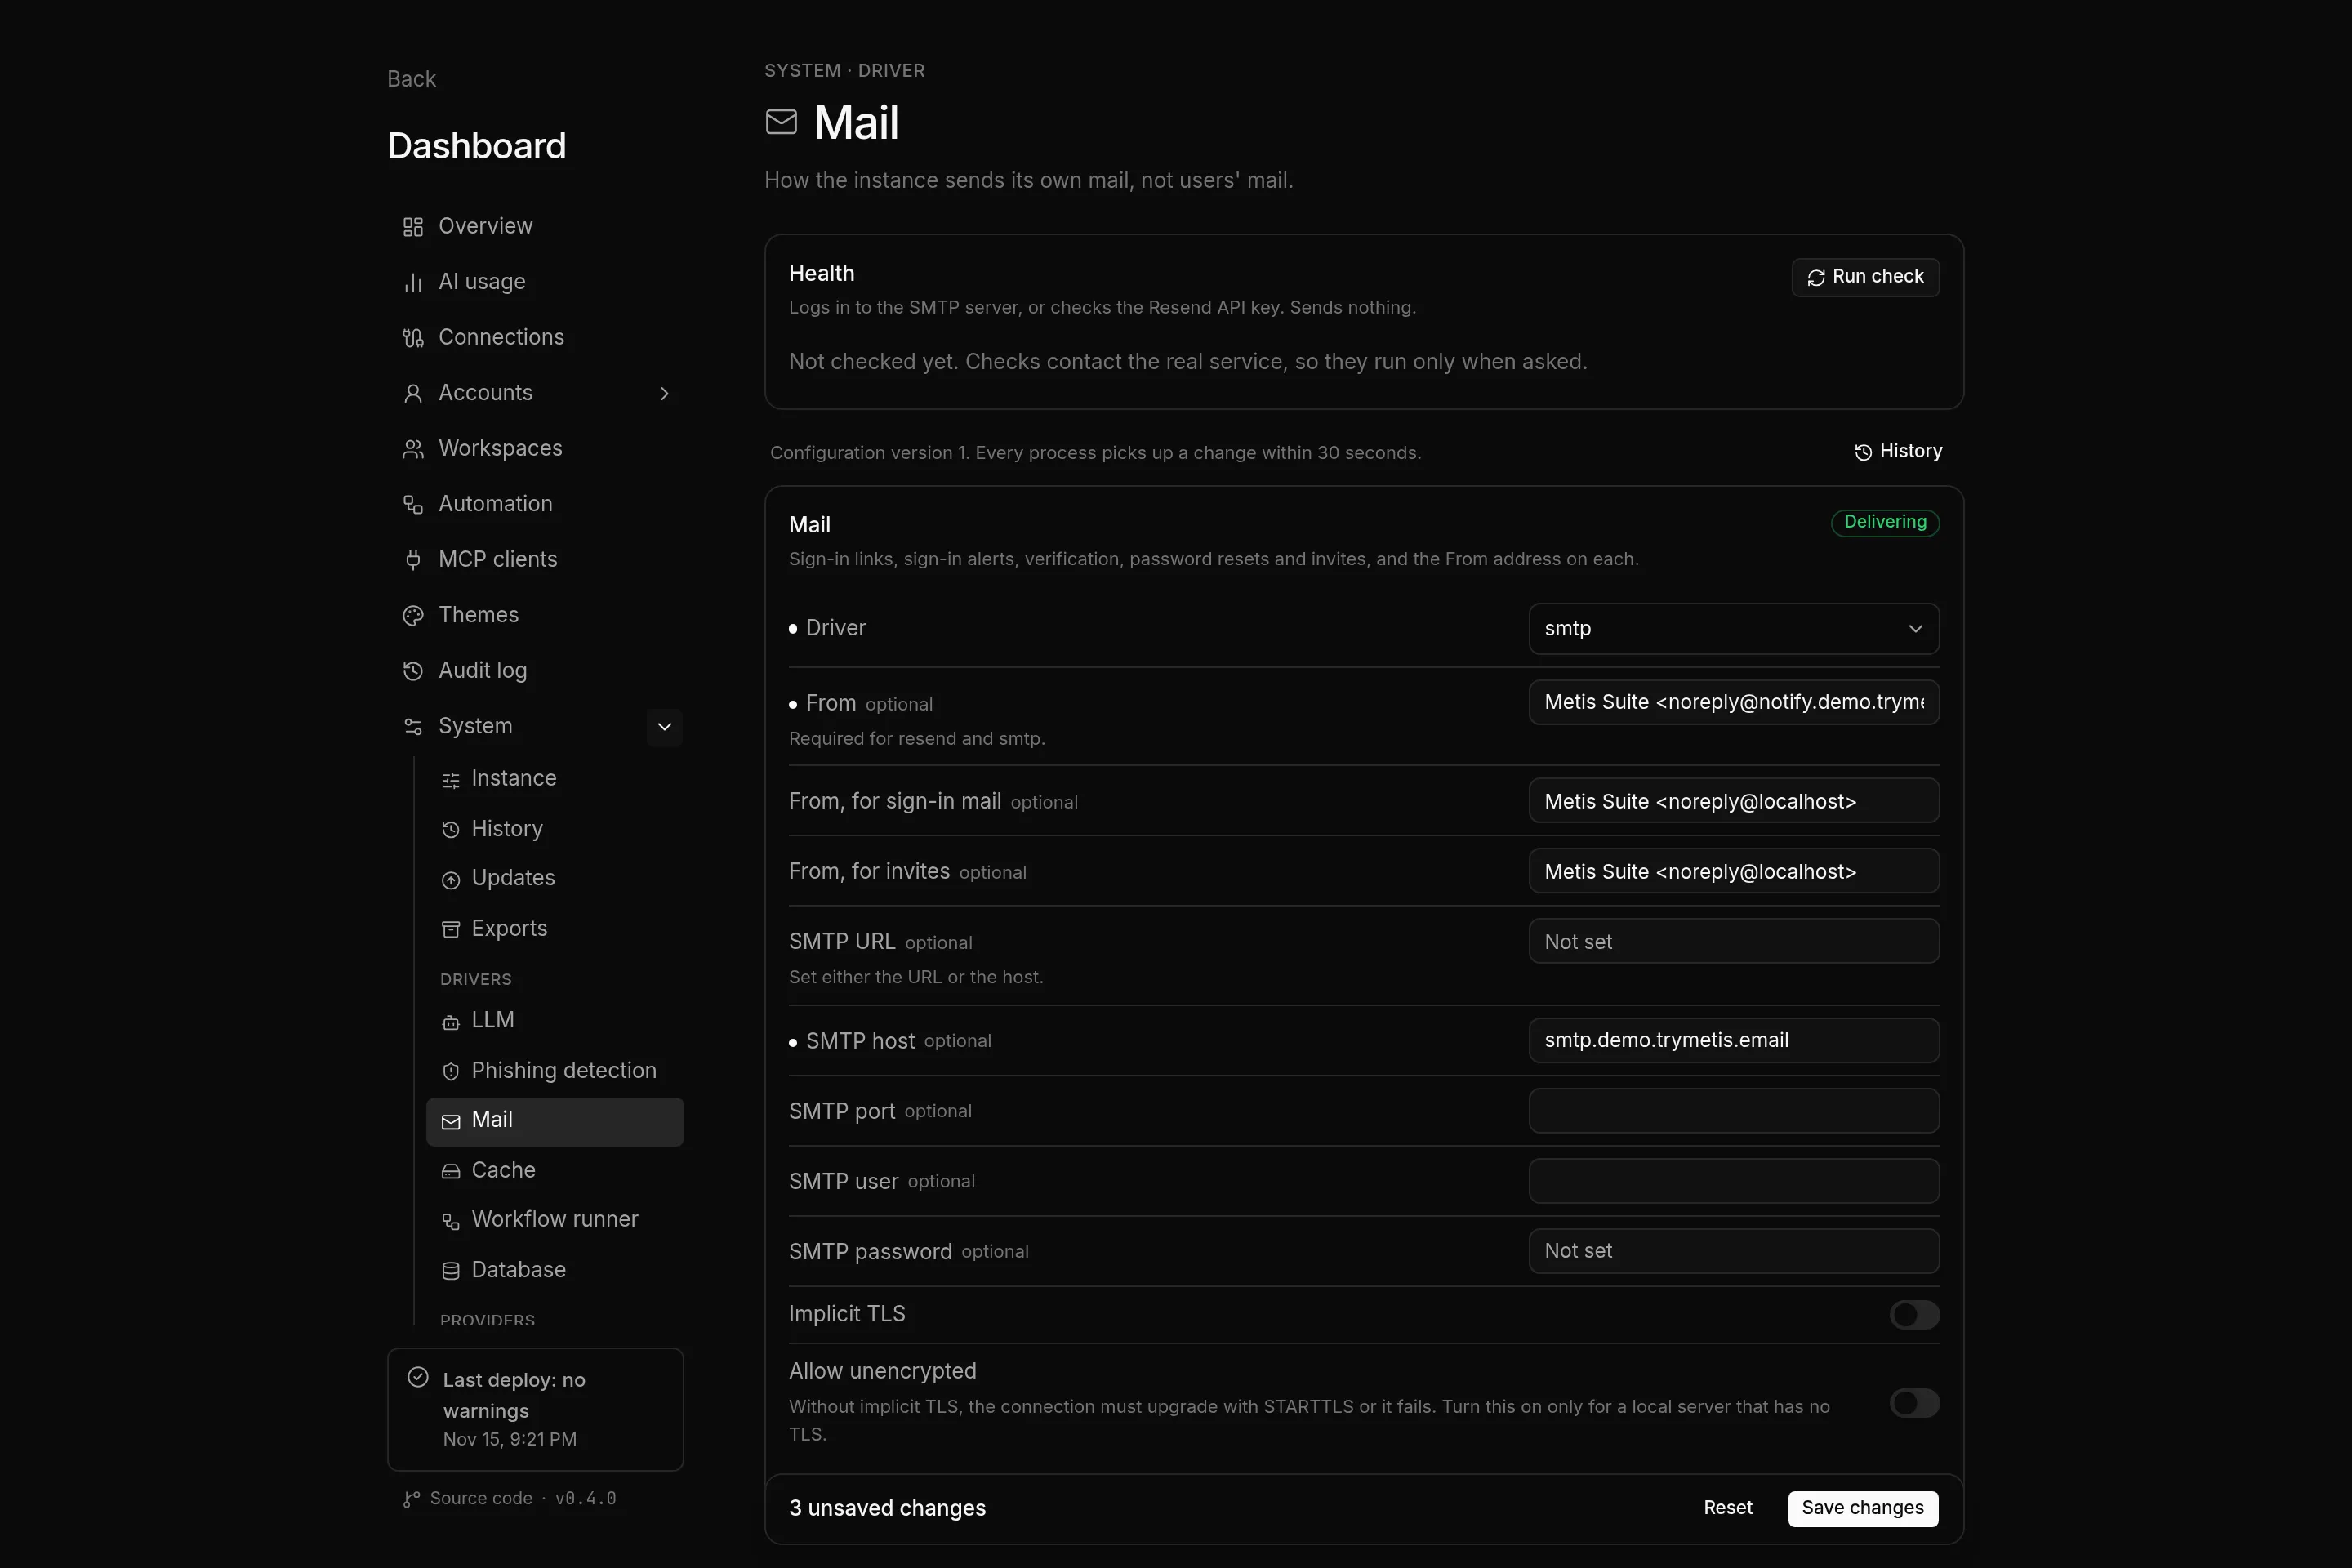 Back
Dashboard
Overview
AI usage
Connections
Accounts
Workspaces
Automation
MCP clients
Themes
Audit log
System
Instance
History
Updates
Exports
DRIVERS
LLM
Phishing detection
Mail
Cache
Workflow runner
Database
PROVIDERS
Last deploy: no
warnings
Nov 15, 9:21 PM
Source code · v0.4.0
SYSTEM · DRIVER
Mail
How the instance sends its own mail, not users' mail.
Health
Run check
Logs in to the SMTP server, or checks the Resend API key. Sends nothing.
Not checked yet. Checks contact the real service, so they run only when asked.
Configuration version 1. Every process picks up a change within 30 seconds.
History
Mail
Delivering
Sign-in links, sign-in alerts, verification, password resets and invites, and the From address on each.
Driver
smtp
From optional
Metis Suite <noreply@notify.demo.tryme
Required for resend and smtp.
From, for sign-in mail optional
Metis Suite <noreply@localhost>
From, for invites optional
Metis Suite <noreply@localhost>
SMTP URL optional
Not set
Set either the URL or the host.
SMTP host optional
smtp.demo.trymetis.email
SMTP port optional
SMTP user optional
SMTP password optional
Not set
Implicit TLS
Allow unencrypted
Without implicit TLS, the connection must upgrade with STARTTLS or it fails. Turn this on only for a local server that has no
TLS.
3 unsaved changes
Reset
Save changes